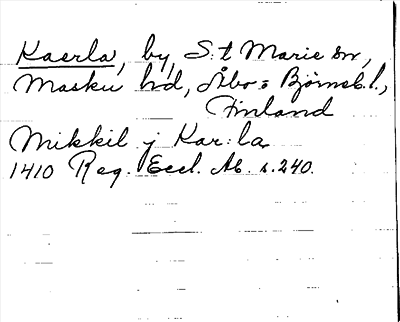 Kaerla, by, S:t Marie sn,
Masku hd, Åbo o Björneb. l.,
Finland
Mikkil j Kar:la
1410 Reg. Eccl. Ab. s. 240.